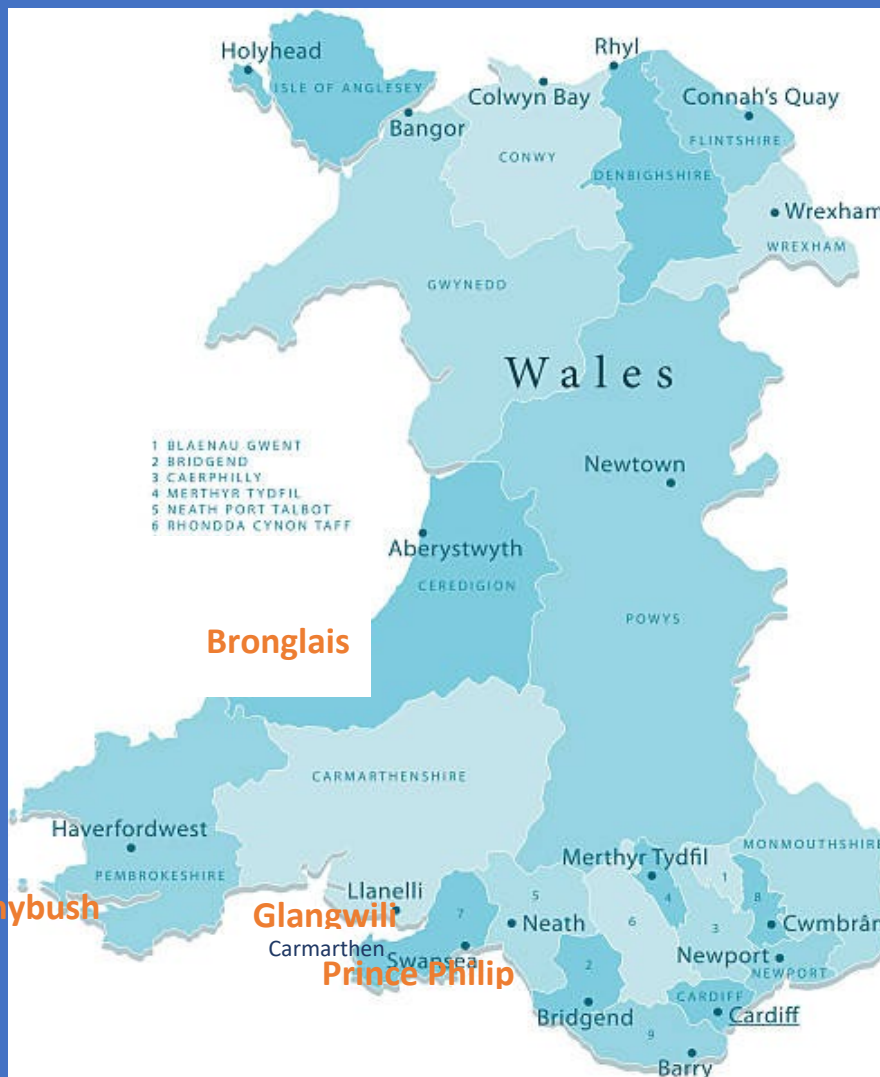 Holyhead
Rhyl
ISLE OF ANGLESEY
Colwyn Bay
Connah's Quay
Bangor
FLINTSHIRE
CONWY
DENBIGHSHIRE
Wrexham
WREXHAM
GWYNEDD
Wales
1 BLAENAU GWENT
2 BRIDGEND
3 CAERPHILLY
4 MERTHYR TYDFIL
5 NEATH PORT TALBOT
6 RHONDDA CYNON TAFF
Newtown
Aberystwyth
CEREDIGION
POWYS
Bronglais
CARMARTHENSHIRE
Haverfordwest
MONMOUTHSHIRE
Merthyr Tydfil
PEMBROKESHIRE
1
Llanelli
5
4
8
nybush
Glangwili
7
Neath
6
3
Cwmbrân
Carmarthen
Swansea
2
Newport
NEWPORT
Prince Philip
CARDIFF
Bridgend
Cardiff
9
Barry